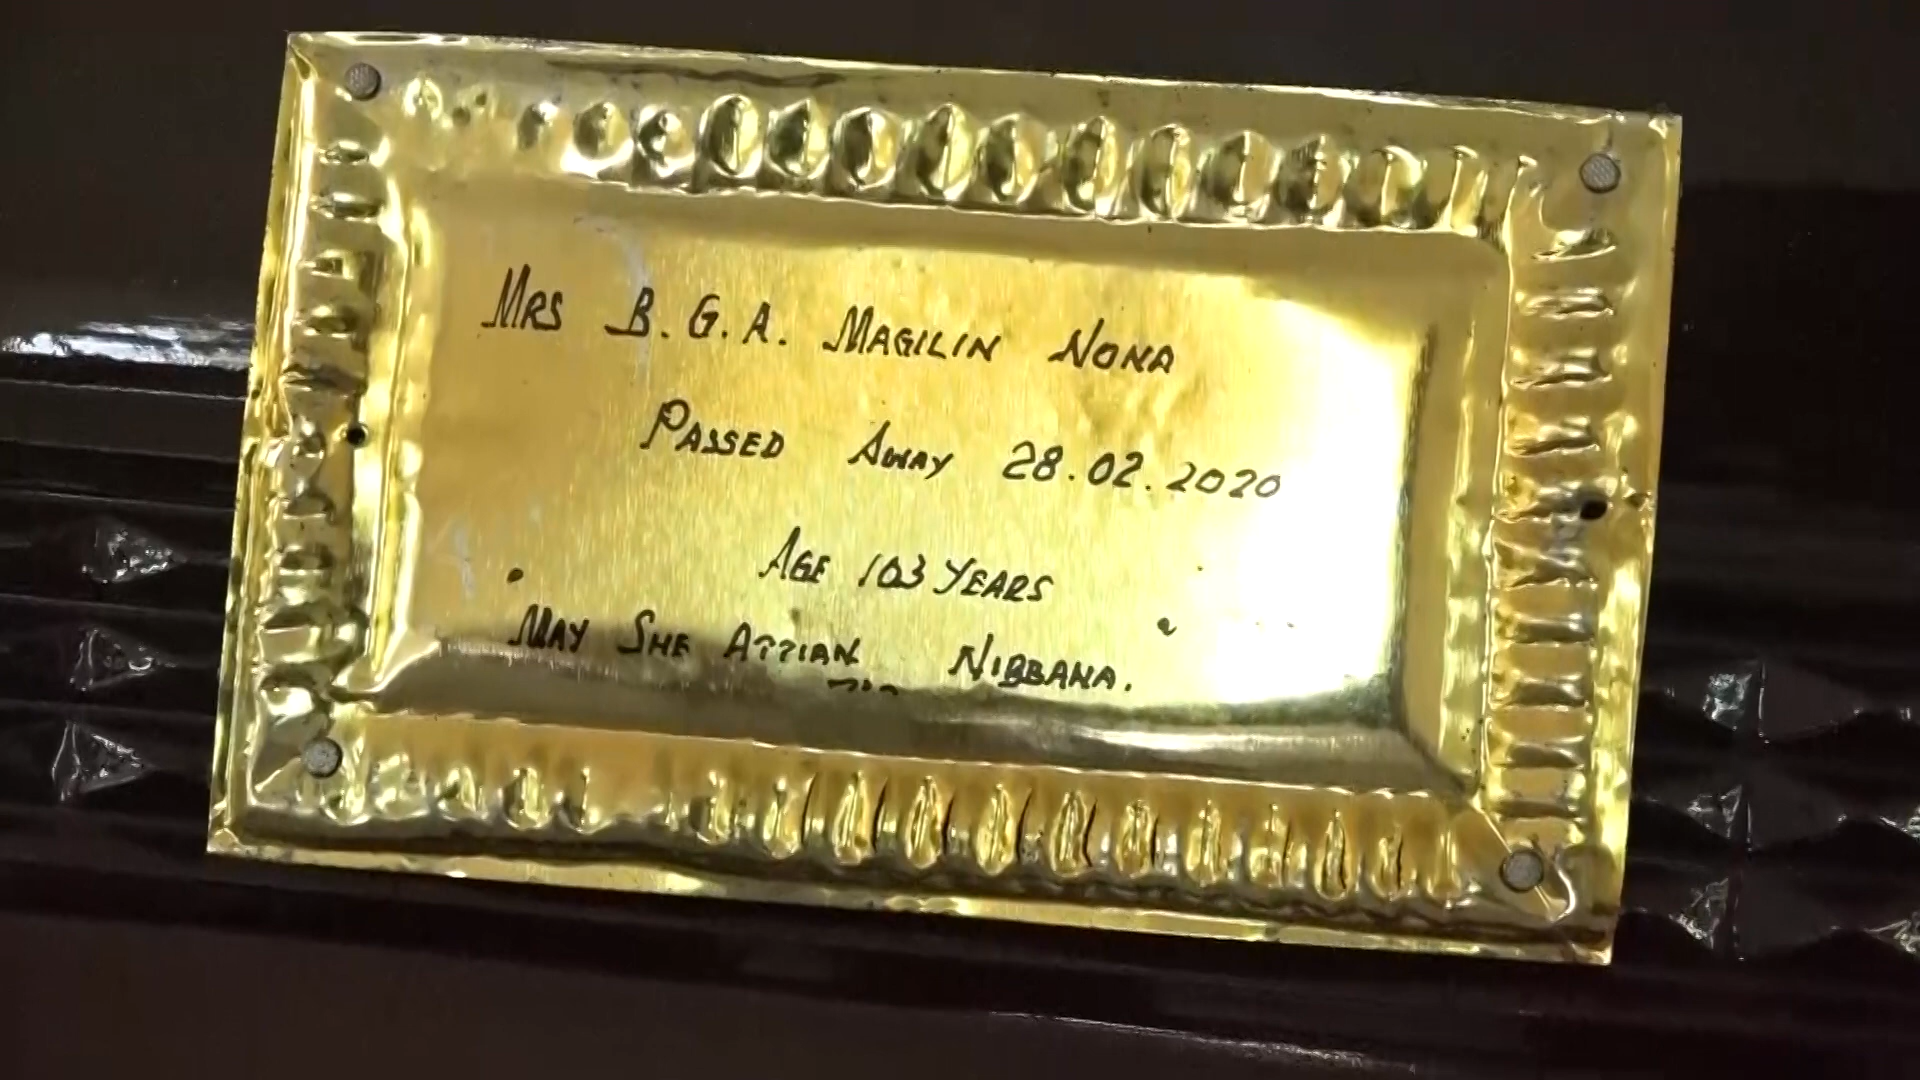 Mrs B. G. A. Magilin Nona
Passed Away 28.02.2020
Age 103 Years
May She Attian Nibbana.